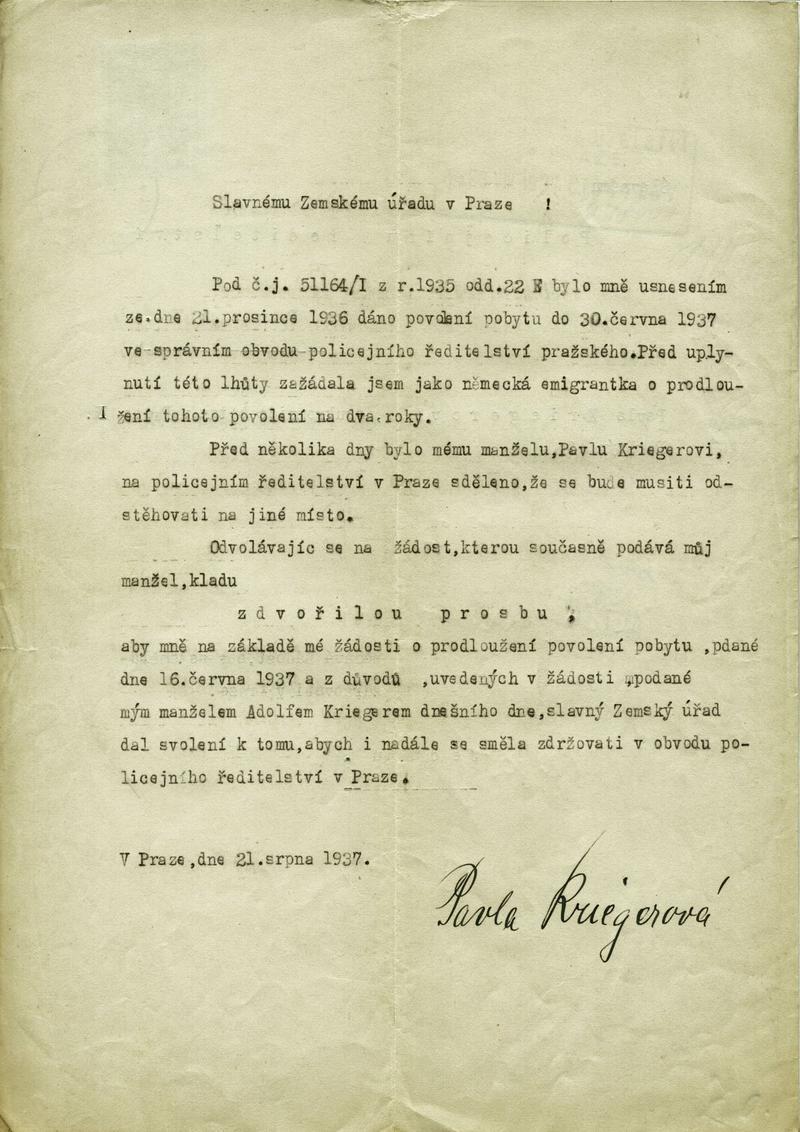 Slavnému Zemskému úřadu v Praze !
Pod č.j. 51164/I z r.1935 odd.22 bylo mně usnesením
ze dne 21.prosince 1936 dáno povolení pobytu do 30.června 1937
ve správním obvodu policejního ředitelství pražského.Před uply-
nutí této lhůty zažádala jsem jako německá emigrantka o prodlou-
žení tohoto povolení na dva roky.
Před několika dny bylo mému manželu,Pavlu Kriegerovi,
na policejním ředitelství v Praze sděleno,že se bude musiti od-
stěhovati na jiné místo.
Odvolávajíc se na žádost,kterou současně podává můj
manžel,kladu
z d v o ř i l o u p r o s b u ,
aby mně na základě mé žádosti o prodloužení povolení pobytu ,pdané
dne 16.června 1937 a z důvodů ,uvedených v žádosti ,podané
mým manželem Adolfem Kriegerem dnešního dne,slavný Zemský úřad
dal svolení k tomu,abych i nadále se směla zdržovati v obvodu po-
licejního ředitelství v Praze.
V Praze,dne 21.srpna 1937.
Pavla Kriegerová